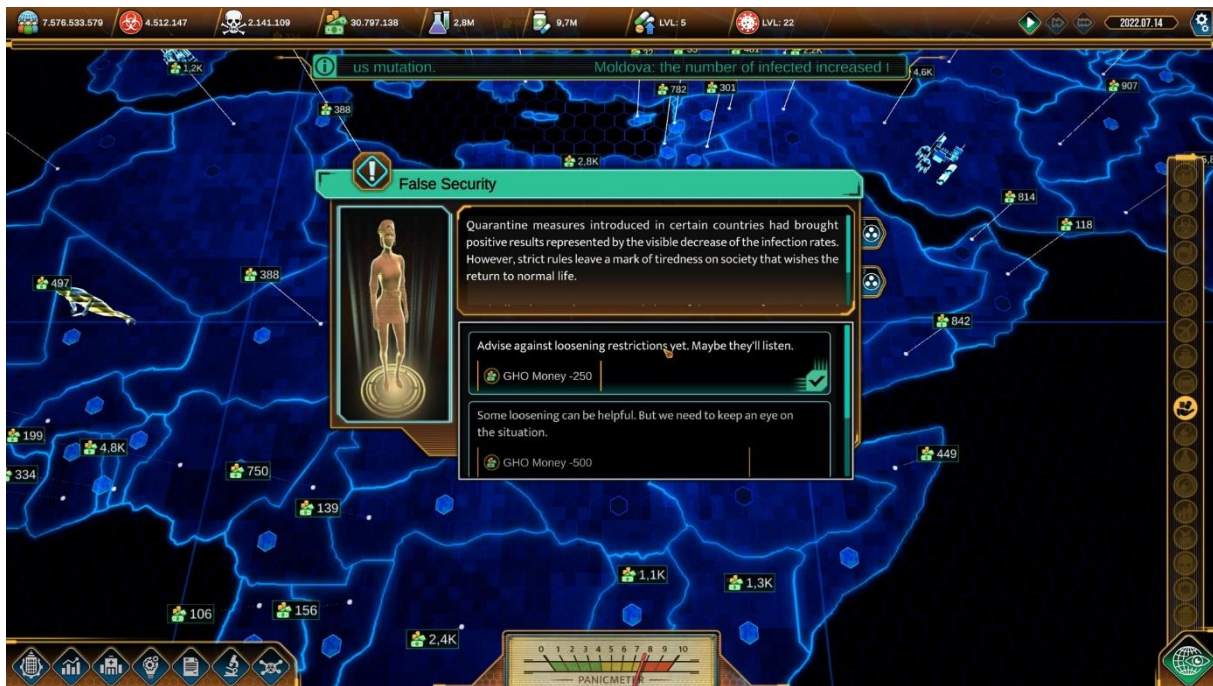 7.576.533.579 4.512.147 2.141.109 30.797.138 2,8M 9,7M LVL: 5 LVL: 22 2022.07.14
us mutation. Moldova: the number of infected increased
1,2K
4,6K
782
301
907
388
2,8K
False Security
Quarantine measures introduced in certain countries had brought
positive results represented by the visible decrease of the infection rates.
However, strict rules leave a mark of tiredness on society that wishes the
return to normal life.
814
118
388
497
842
Advise against loosening restrictions yet. Maybe they'll listen.
GHO Money -250
Some loosening can be helpful. But we need to keep an eye on
the situation.
GHO Money -500
199
4,8K
334
750
449
139
1,1K
1,3K
106
156
2,4K
0 1 2 3 4 5 6 7 8 9 10
PANICMETER